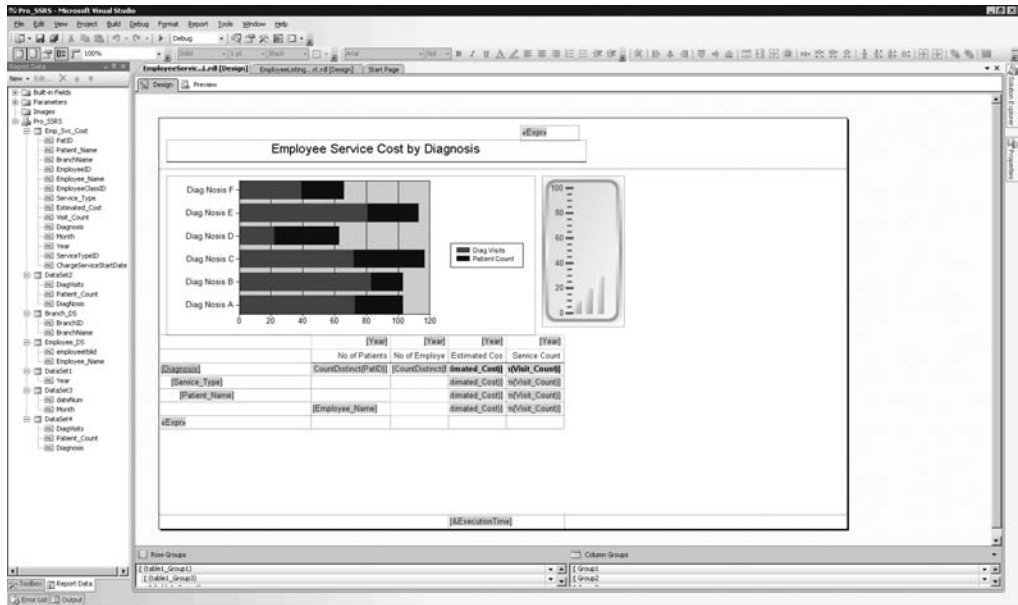 Pro_SSRS - Microsoft Visual Studio
File Edit View Project Build Debug Format Report Tools Window Help
Debug
100%
Report Data
EmployeeServic...t.rdl [Design] EmployeeListing...rt.rdl [Design] Start Page
New Edit...
Design Preview
Built-in Fields
Parameters
Images
Pro_SSRS
Emp_Svc_Cost
PatID
Patient_Name
BranchName
EmployeeID
Employee_Name
EmployeeClassID
Service_Type
Estimated_Cost
Visit_Count
Diagnosis
Month
Year
ServiceTypeID
ChargeServiceStartDate
DataSet2
DiagVisits
Patient_Count
DiagNosis
Branch_DS
BranchID
BranchName
Employee_DS
employeetblid
Employee_Name
DataSet1
Year
DataSet3
dateNum
Month
DataSet4
DiagVisits
Patient_Count
Diagnosis
«Expr»
Employee Service Cost by Diagnosis
Diag Nosis F
Diag Nosis E
Diag Nosis D
Diag Nosis C
Diag Nosis B
Diag Nosis A
0 20 40 60 80 100 120
Diag Visits
Patient Count
100
80
60
40
20
0
[Year] [Year] [Year] [Year]
No of Patients No of Employe Estimated Cos Service Count
[Diagnosis] CountDistinct(PatID)] [CountDistinct(E timated_Cost)] n(Visit_Count)]
[Service_Type] timated_Cost)] m(Visit_Count)]
[Patient_Name] timated_Cost)] m(Visit_Count)]
[Employee_Name] timated_Cost)] m(Visit_Count)]
«Expr»
[&ExecutionTime]
Row Groups Column Groups
[ (table1_Group1) [ Group1
[ (table1_Group3) [ Group2
Toolbox Report Data
Error List Output
Solution Explorer
Properties